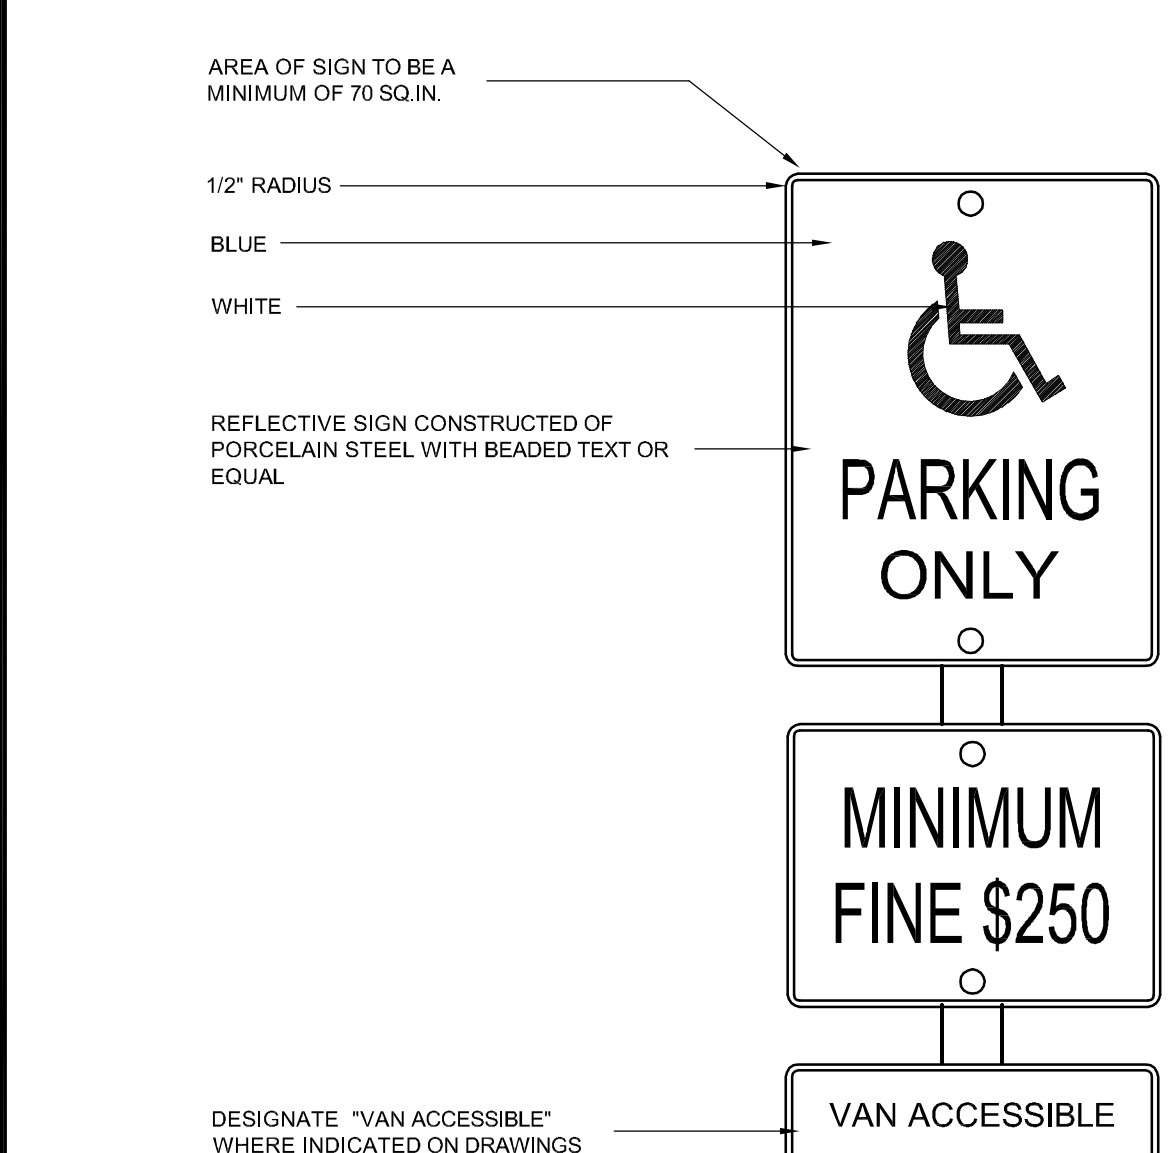 AREA OF SIGN TO BE A
MINIMUM OF 70 SQ.IN.
1/2" RADIUS
BLUE
WHITE
REFLECTIVE SIGN CONSTRUCTED OF
PORCELAIN STEEL WITH BEADED TEXT OR
EQUAL
PARKING
ONLY
MINIMUM
FINE $250
DESIGNATE "VAN ACCESSIBLE"
WHERE INDICATED ON DRAWINGS
VAN ACCESSIBLE